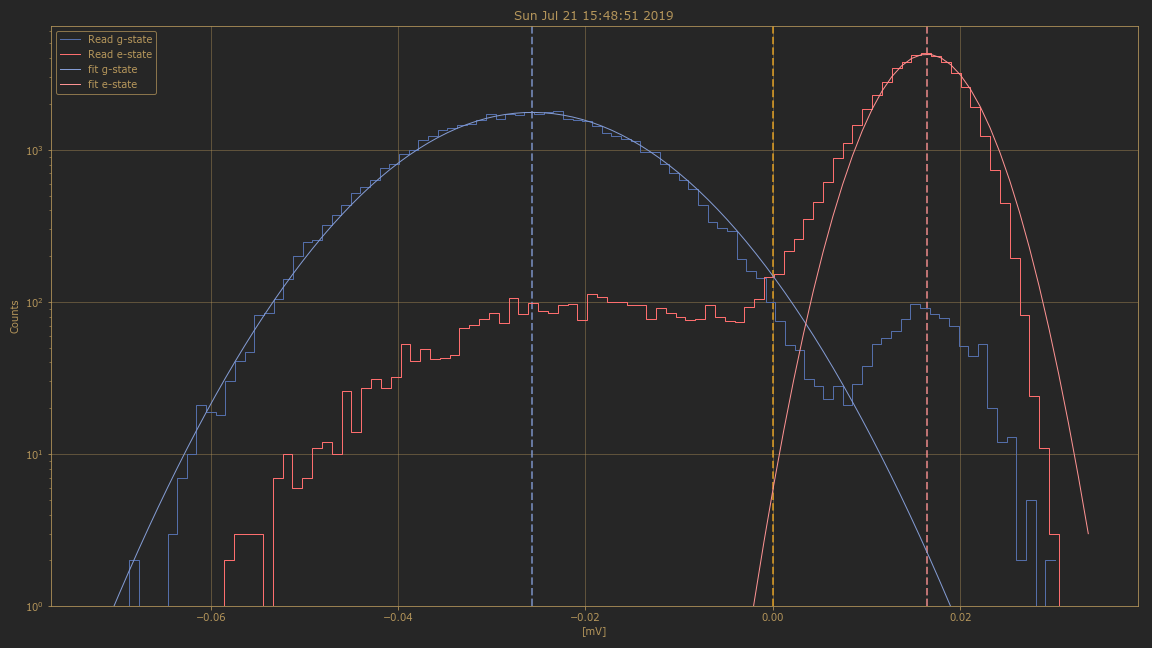 Sun Jul 21 15:48:51 2019
Read g-state
Read e-state
fit g-state
fit e-state
Counts
10³
10²
10¹
10⁰
−0.06 −0.04 −0.02 0.00 0.02
[mV]